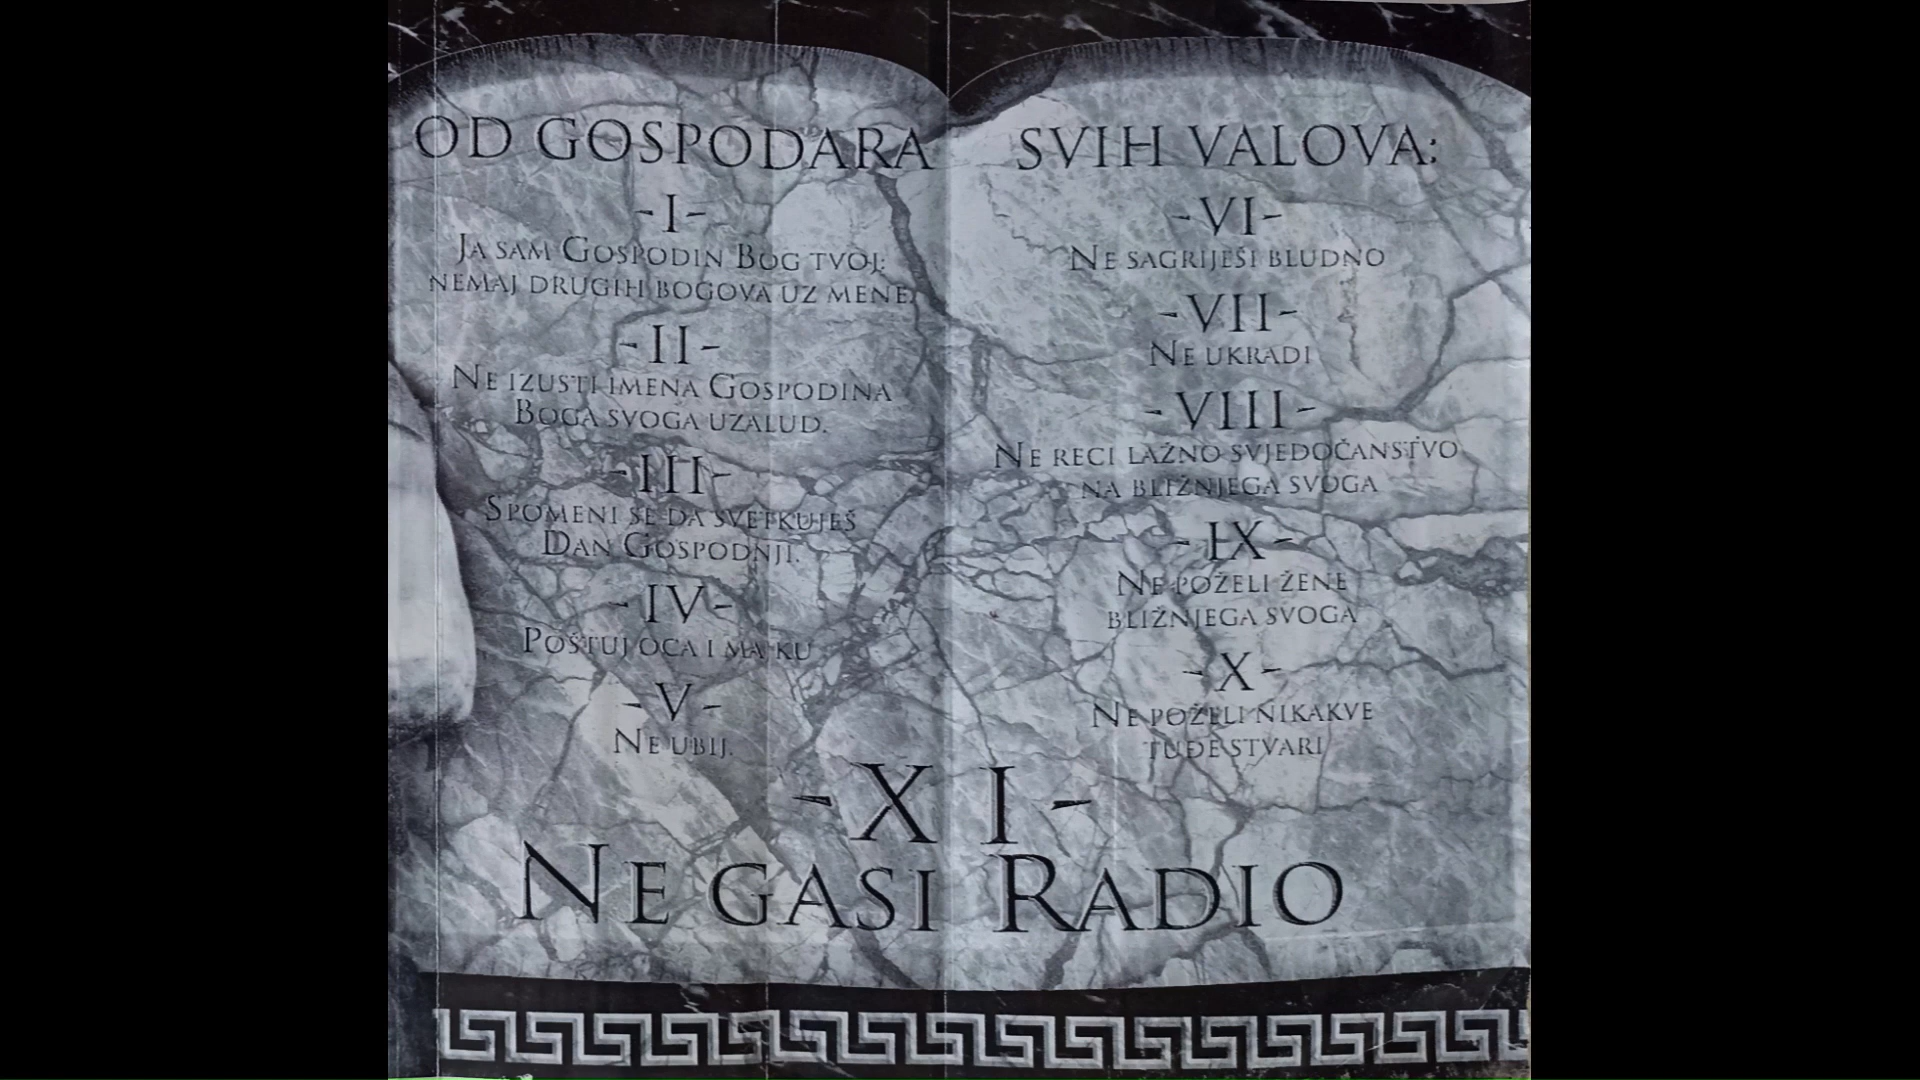 OD GOSPODARA SVIH VALOVA:
-I-
JA SAM GOSPODIN BOG TVOJ:
NEMAJ DRUGIH BOGOVA UZ MENE.
-II-
NE IZUSTI IMENA GOSPODINA
BOGA SVOGA UZALUD.
-III-
SPOMENI SE DA SVETKUJEŠ
DAN GOSPODNJI.
-IV-
POŠTUJ OCA I MAJKU
-V-
NE UBIJ.
-VI-
NE SAGRIJEŠI BLUDNO
-VII-
NE UKRADI
-VIII-
NE RECI LAŽNO SVJEDOČANSTVO
NA BLIŽNJEGA SVOGA
-IX-
NE POŽELI ŽENE
BLIŽNJEGA SVOGA
-X-
NE POŽELI NIKAKVE
TUĐE STVARI
-XI-
NE GASI RADIO